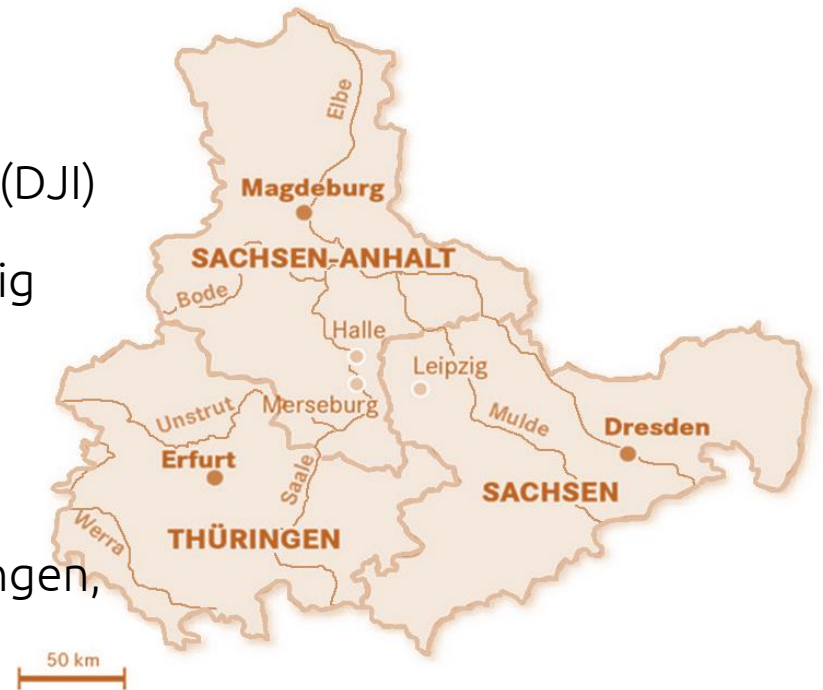 Elbe
(DJI)
Magdeburg
SACHSEN-ANHALT
ig
Bode
Halle
Leipzig
Merseburg
Unstrut
Mulde
Dresden
Erfurt
Saale
SACHSEN
Werra
THÜRINGEN
ngen,
50 km